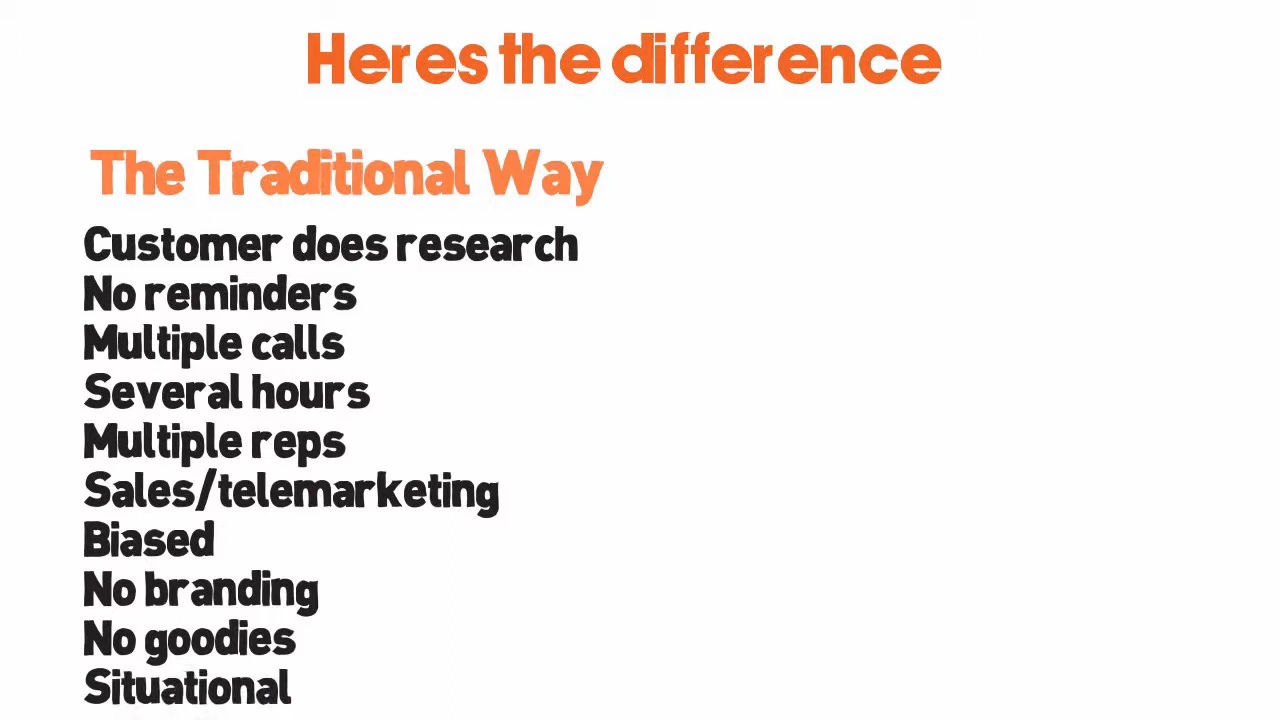 Heres the difference
The Traditional Way
Customer does research
No reminders
Multiple calls
Several hours
Multiple reps
Sales/telemarketing
Biased
No branding
No goodies
Situational